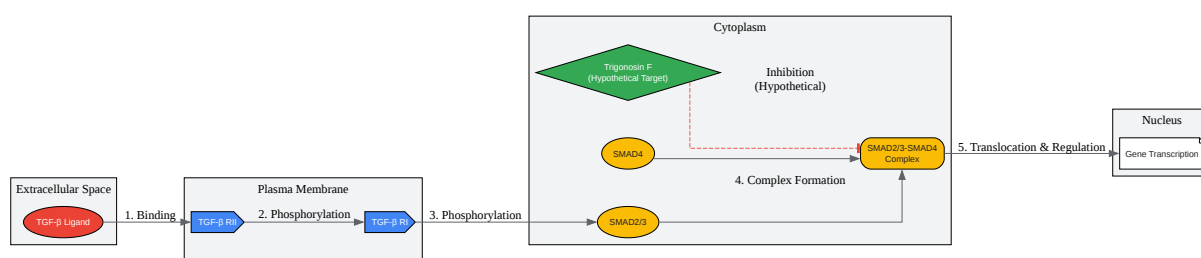 Extracellular Space
TGF-β Ligand
1. Binding
Plasma Membrane
TGF-β RII
2. Phosphorylation
TGF-β RI
3. Phosphorylation
Cytoplasm
Trigonosin F
(Hypothetical Target)
Inhibition
(Hypothetical)
SMAD4
SMAD2/3
4. Complex Formation
SMAD2/3-SMAD4
Complex
5. Translocation & Regulation
Nucleus
Gene Transcription